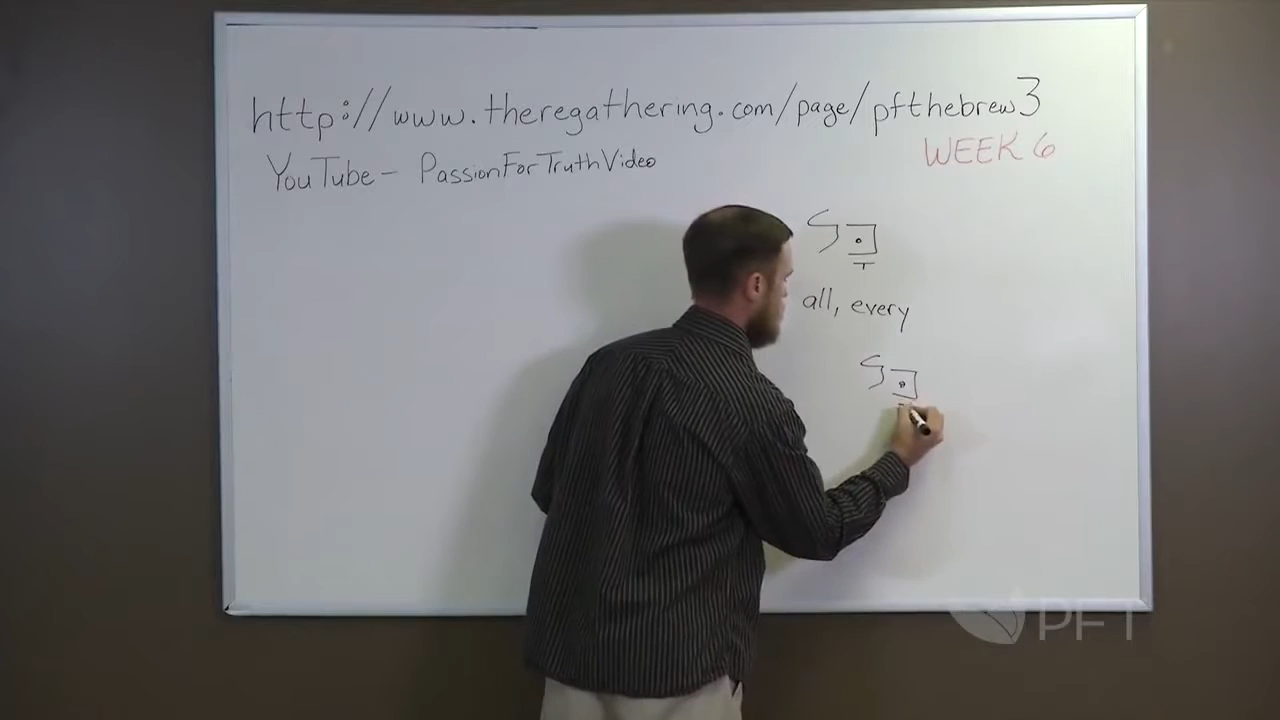 http://www.theregathering.com/page/pfthebrew3
WEEK 6
YouTube- PassionForTruthVideo
כָּל
all, every
כָּל
PFT